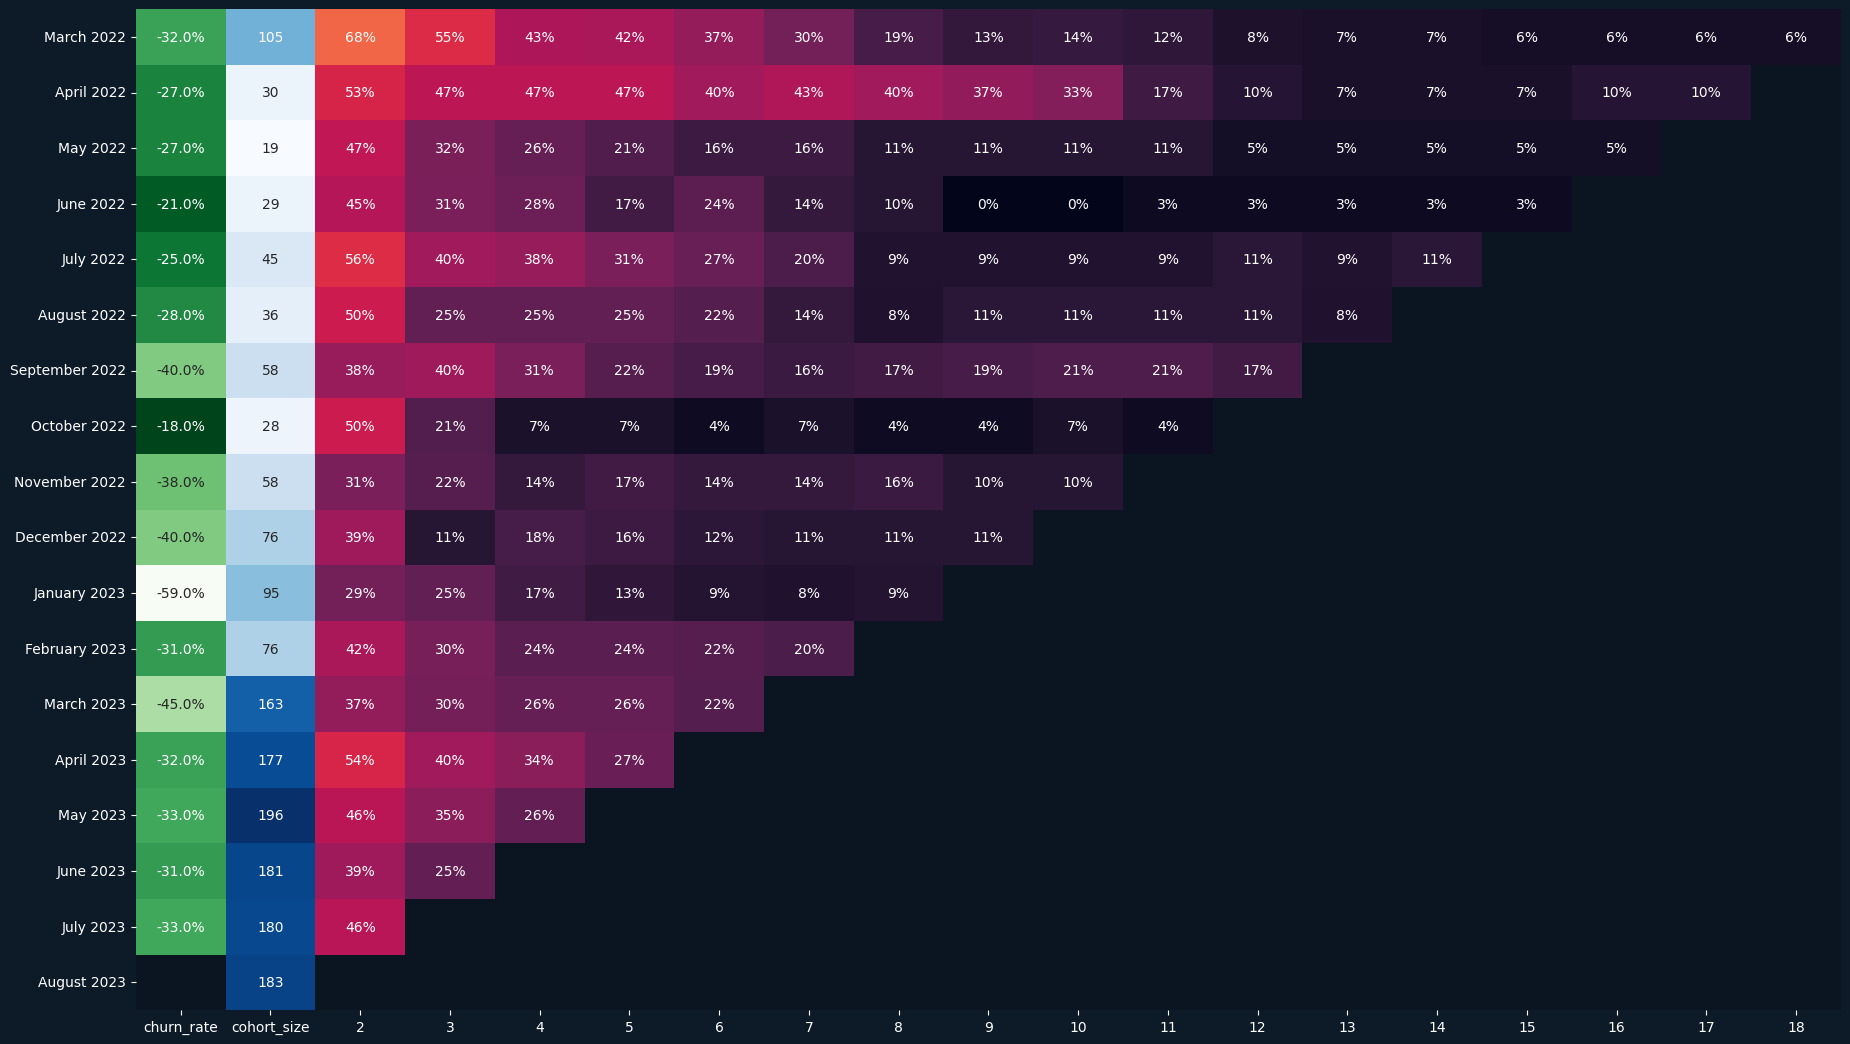 March 2022 -32.0% 105 68% 55% 43% 42% 37% 30% 19% 13% 14% 12% 8% 7% 7% 6% 6% 6% 6%
April 2022 -27.0% 30 53% 47% 47% 47% 40% 43% 40% 37% 33% 17% 10% 7% 7% 7% 10% 10%
May 2022 -27.0% 19 47% 32% 26% 21% 16% 16% 11% 11% 11% 11% 5% 5% 5% 5% 5%
June 2022 -21.0% 29 45% 31% 28% 17% 24% 14% 10% 0% 0% 3% 3% 3% 3% 3%
July 2022 -25.0% 45 56% 40% 38% 31% 27% 20% 9% 9% 9% 9% 11% 9% 11%
August 2022 -28.0% 36 50% 25% 25% 25% 22% 14% 8% 11% 11% 11% 11% 8%
September 2022 -40.0% 58 38% 40% 31% 22% 19% 16% 17% 19% 21% 21% 17%
October 2022 -18.0% 28 50% 21% 7% 7% 4% 7% 4% 4% 7% 4%
November 2022 -38.0% 58 31% 22% 14% 17% 14% 14% 16% 10% 10%
December 2022 -40.0% 76 39% 11% 18% 16% 12% 11% 11% 11%
January 2023 -59.0% 95 29% 25% 17% 13% 9% 8% 9%
February 2023 -31.0% 76 42% 30% 24% 24% 22% 20%
March 2023 -45.0% 163 37% 30% 26% 26% 22%
April 2023 -32.0% 177 54% 40% 34% 27%
May 2023 -33.0% 196 46% 35% 26%
June 2023 -31.0% 181 39% 25%
July 2023 -33.0% 180 46%
August 2023 183
churn_rate cohort_size 2 3 4 5 6 7 8 9 10 11 12 13 14 15 16 17 18